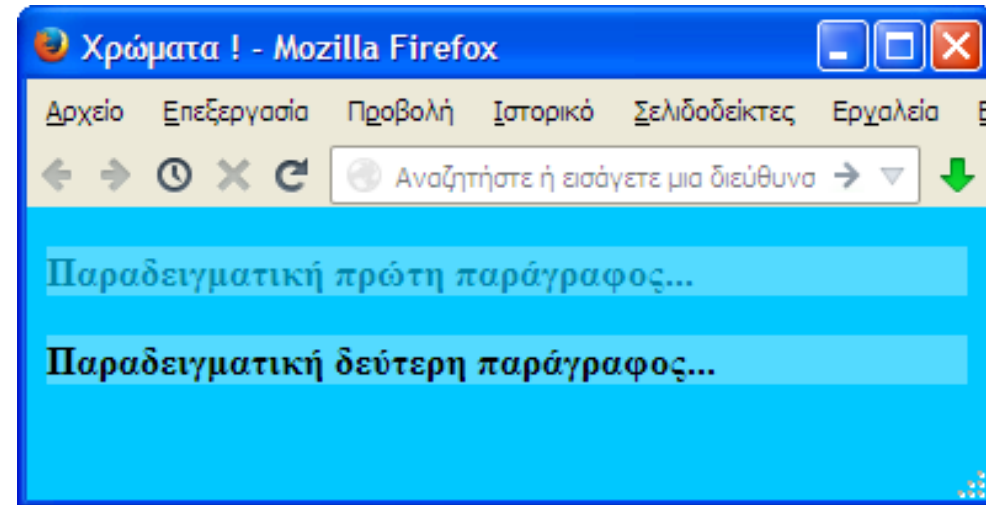 Χρώματα ! - Mozilla Firefox
Αρχείο Επεξεργασία Προβολή Ιστορικό Σελιδοδείκτες Εργαλεία
Αναζητήστε ή εισάγετε μια διεύθυνσ
Παραδειγματική πρώτη παράγραφος...
Παραδειγματική δεύτερη παράγραφος...